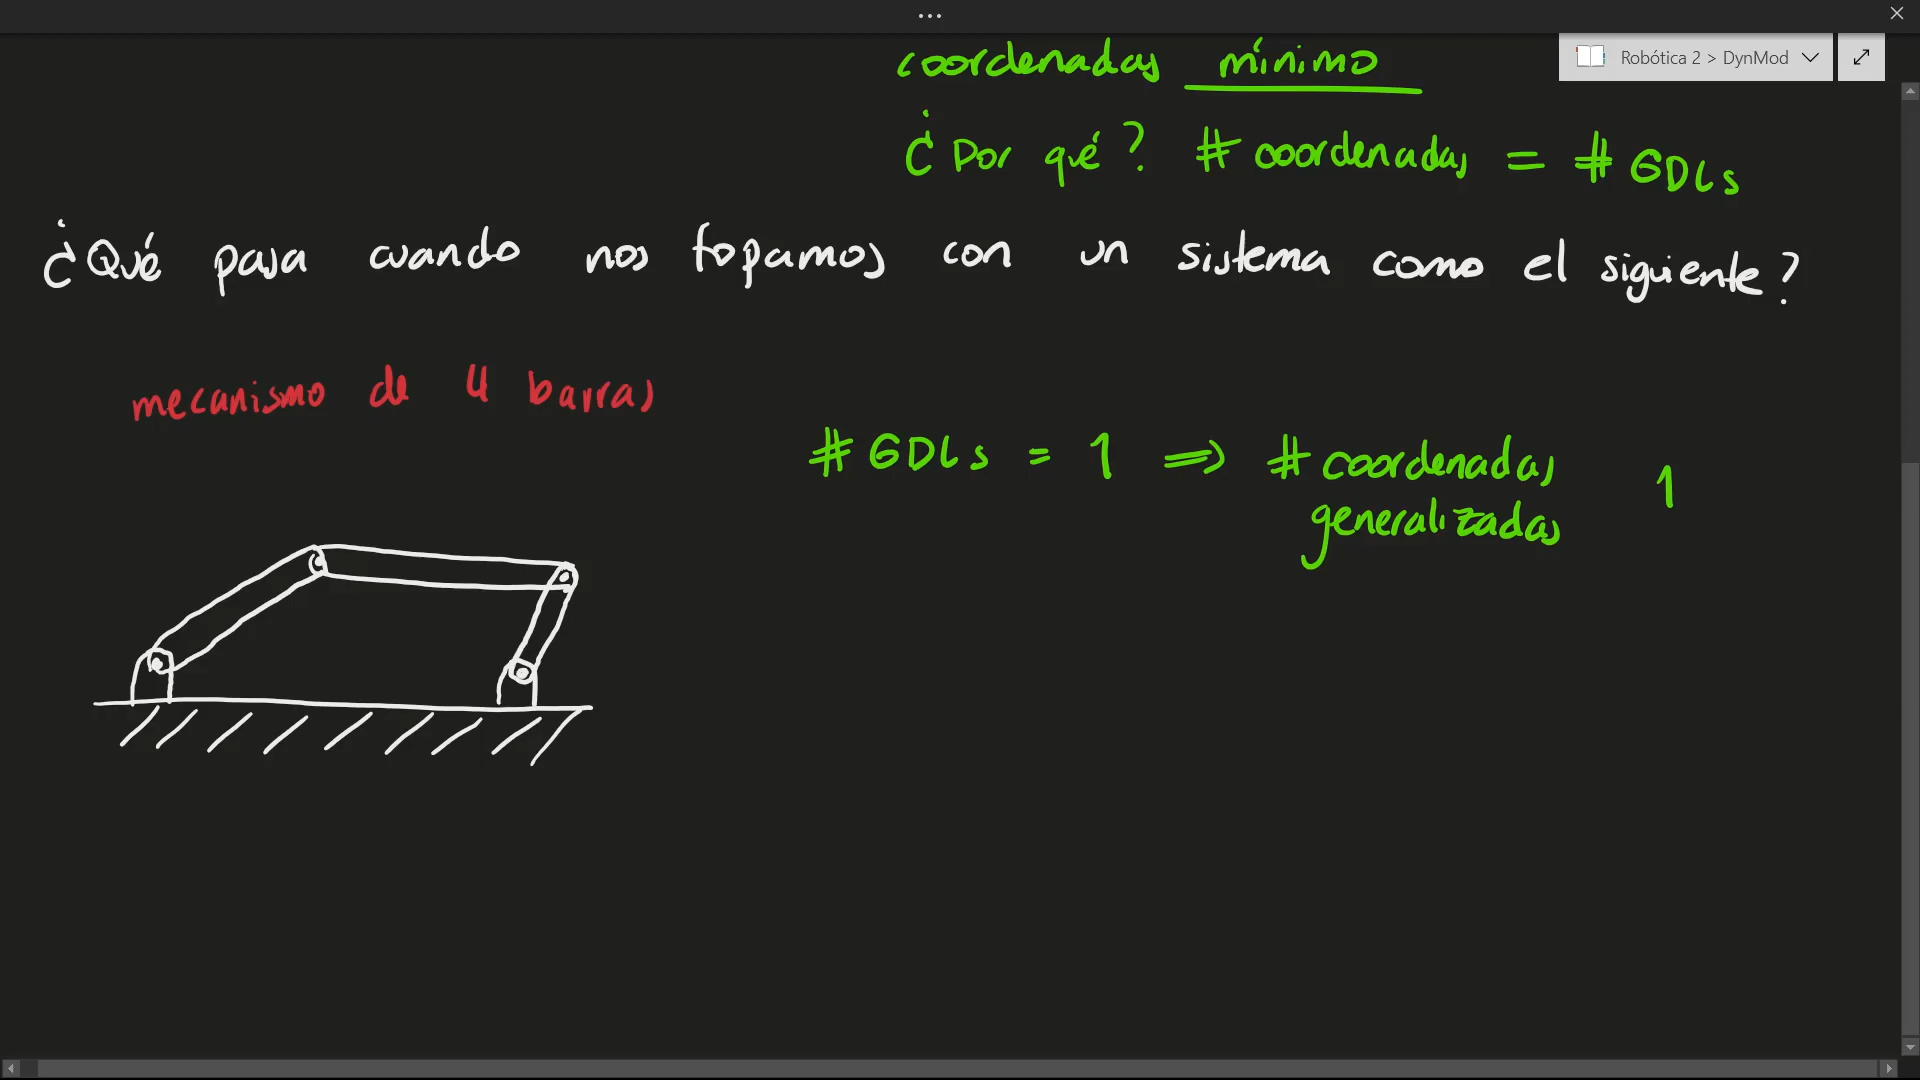 Robótica 2 > DynMod
coordenadas mínimo
¿Por qué? # coordenadas = # GDLs
¿Qué pasa cuando nos topamos con un sistema como el siguiente?
mecanismo de 4 barras
# GDLs = 1 ⇒ # coordenadas 1
generalizadas